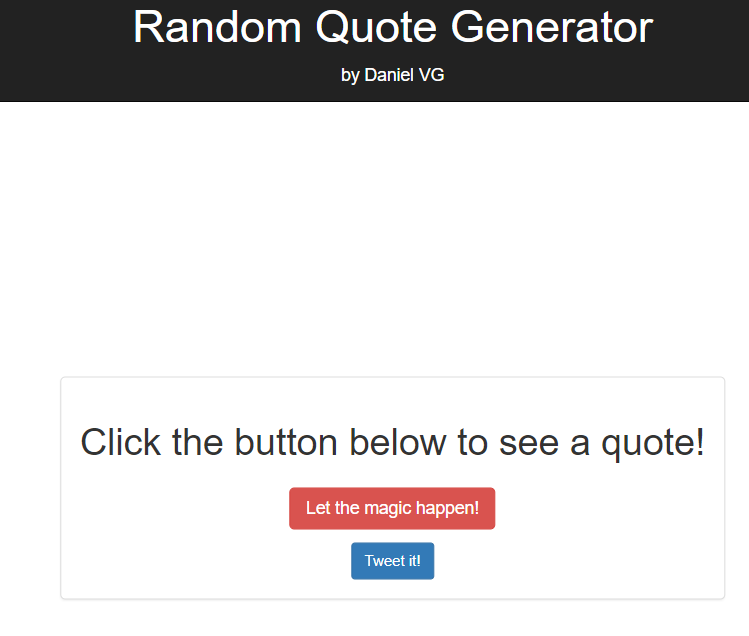 Random Quote Generator
by Daniel VG
Click the button below to see a quote!
Let the magic happen!
Tweet it!